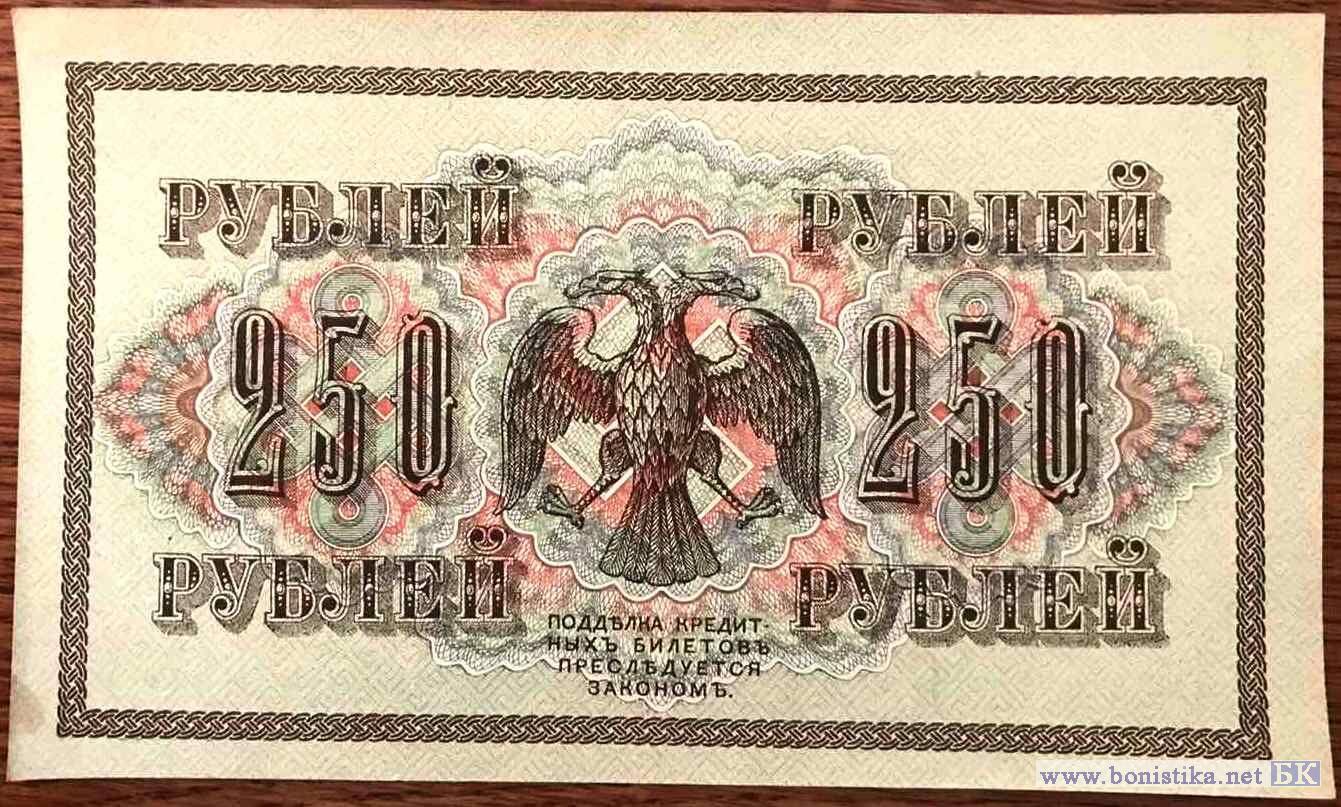 РУБЛЕЙ РУБЛЕЙ
250 250
РУБЛЕЙ РУБЛЕЙ
ПОДДѢЛКА КРЕДИТ-
НЫХЪ БИЛЕТОВЪ
ПРЕСЛѢДУЕТСЯ
ЗАКОНОМЪ.
www.bonistika.net БК